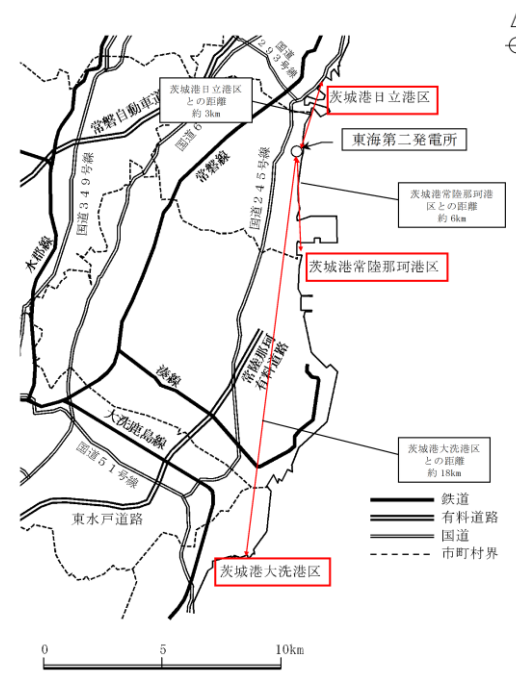 国道
293号線
茨城港日立港区
との距離
約3km
茨城港日立港区
常磐自動車道
国道6
東海第二発電所
常磐線
国道349号線
国道245号線
茨城港常陸那珂港
区との距離
約6km
水郡線
茨城港常陸那珂港区
常陸那珂
有料道路
湊線
大洗鹿島線
国道51号線
茨城港大洗港区
との距離
約18km
鉄道
有料道路
国道
市町村界
東水戸道路
茨城港大洗港区
0 5 10km